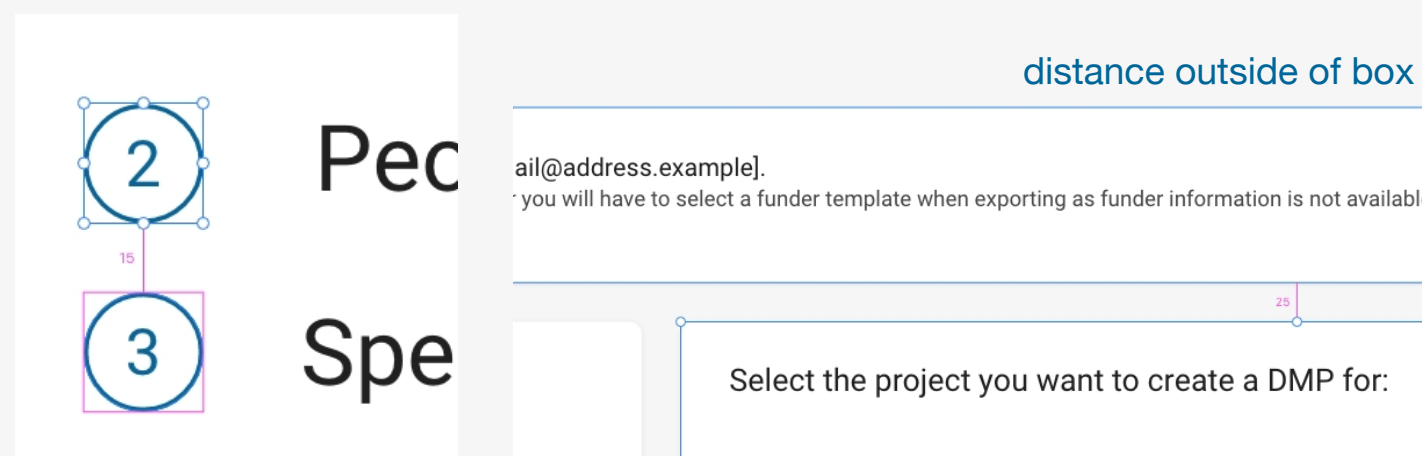 2
Peo
15
3
Spe
distance outside of box
ail@address.example].
r you will have to select a funder template when exporting as funder information is not availabl
25
Select the project you want to create a DMP for: